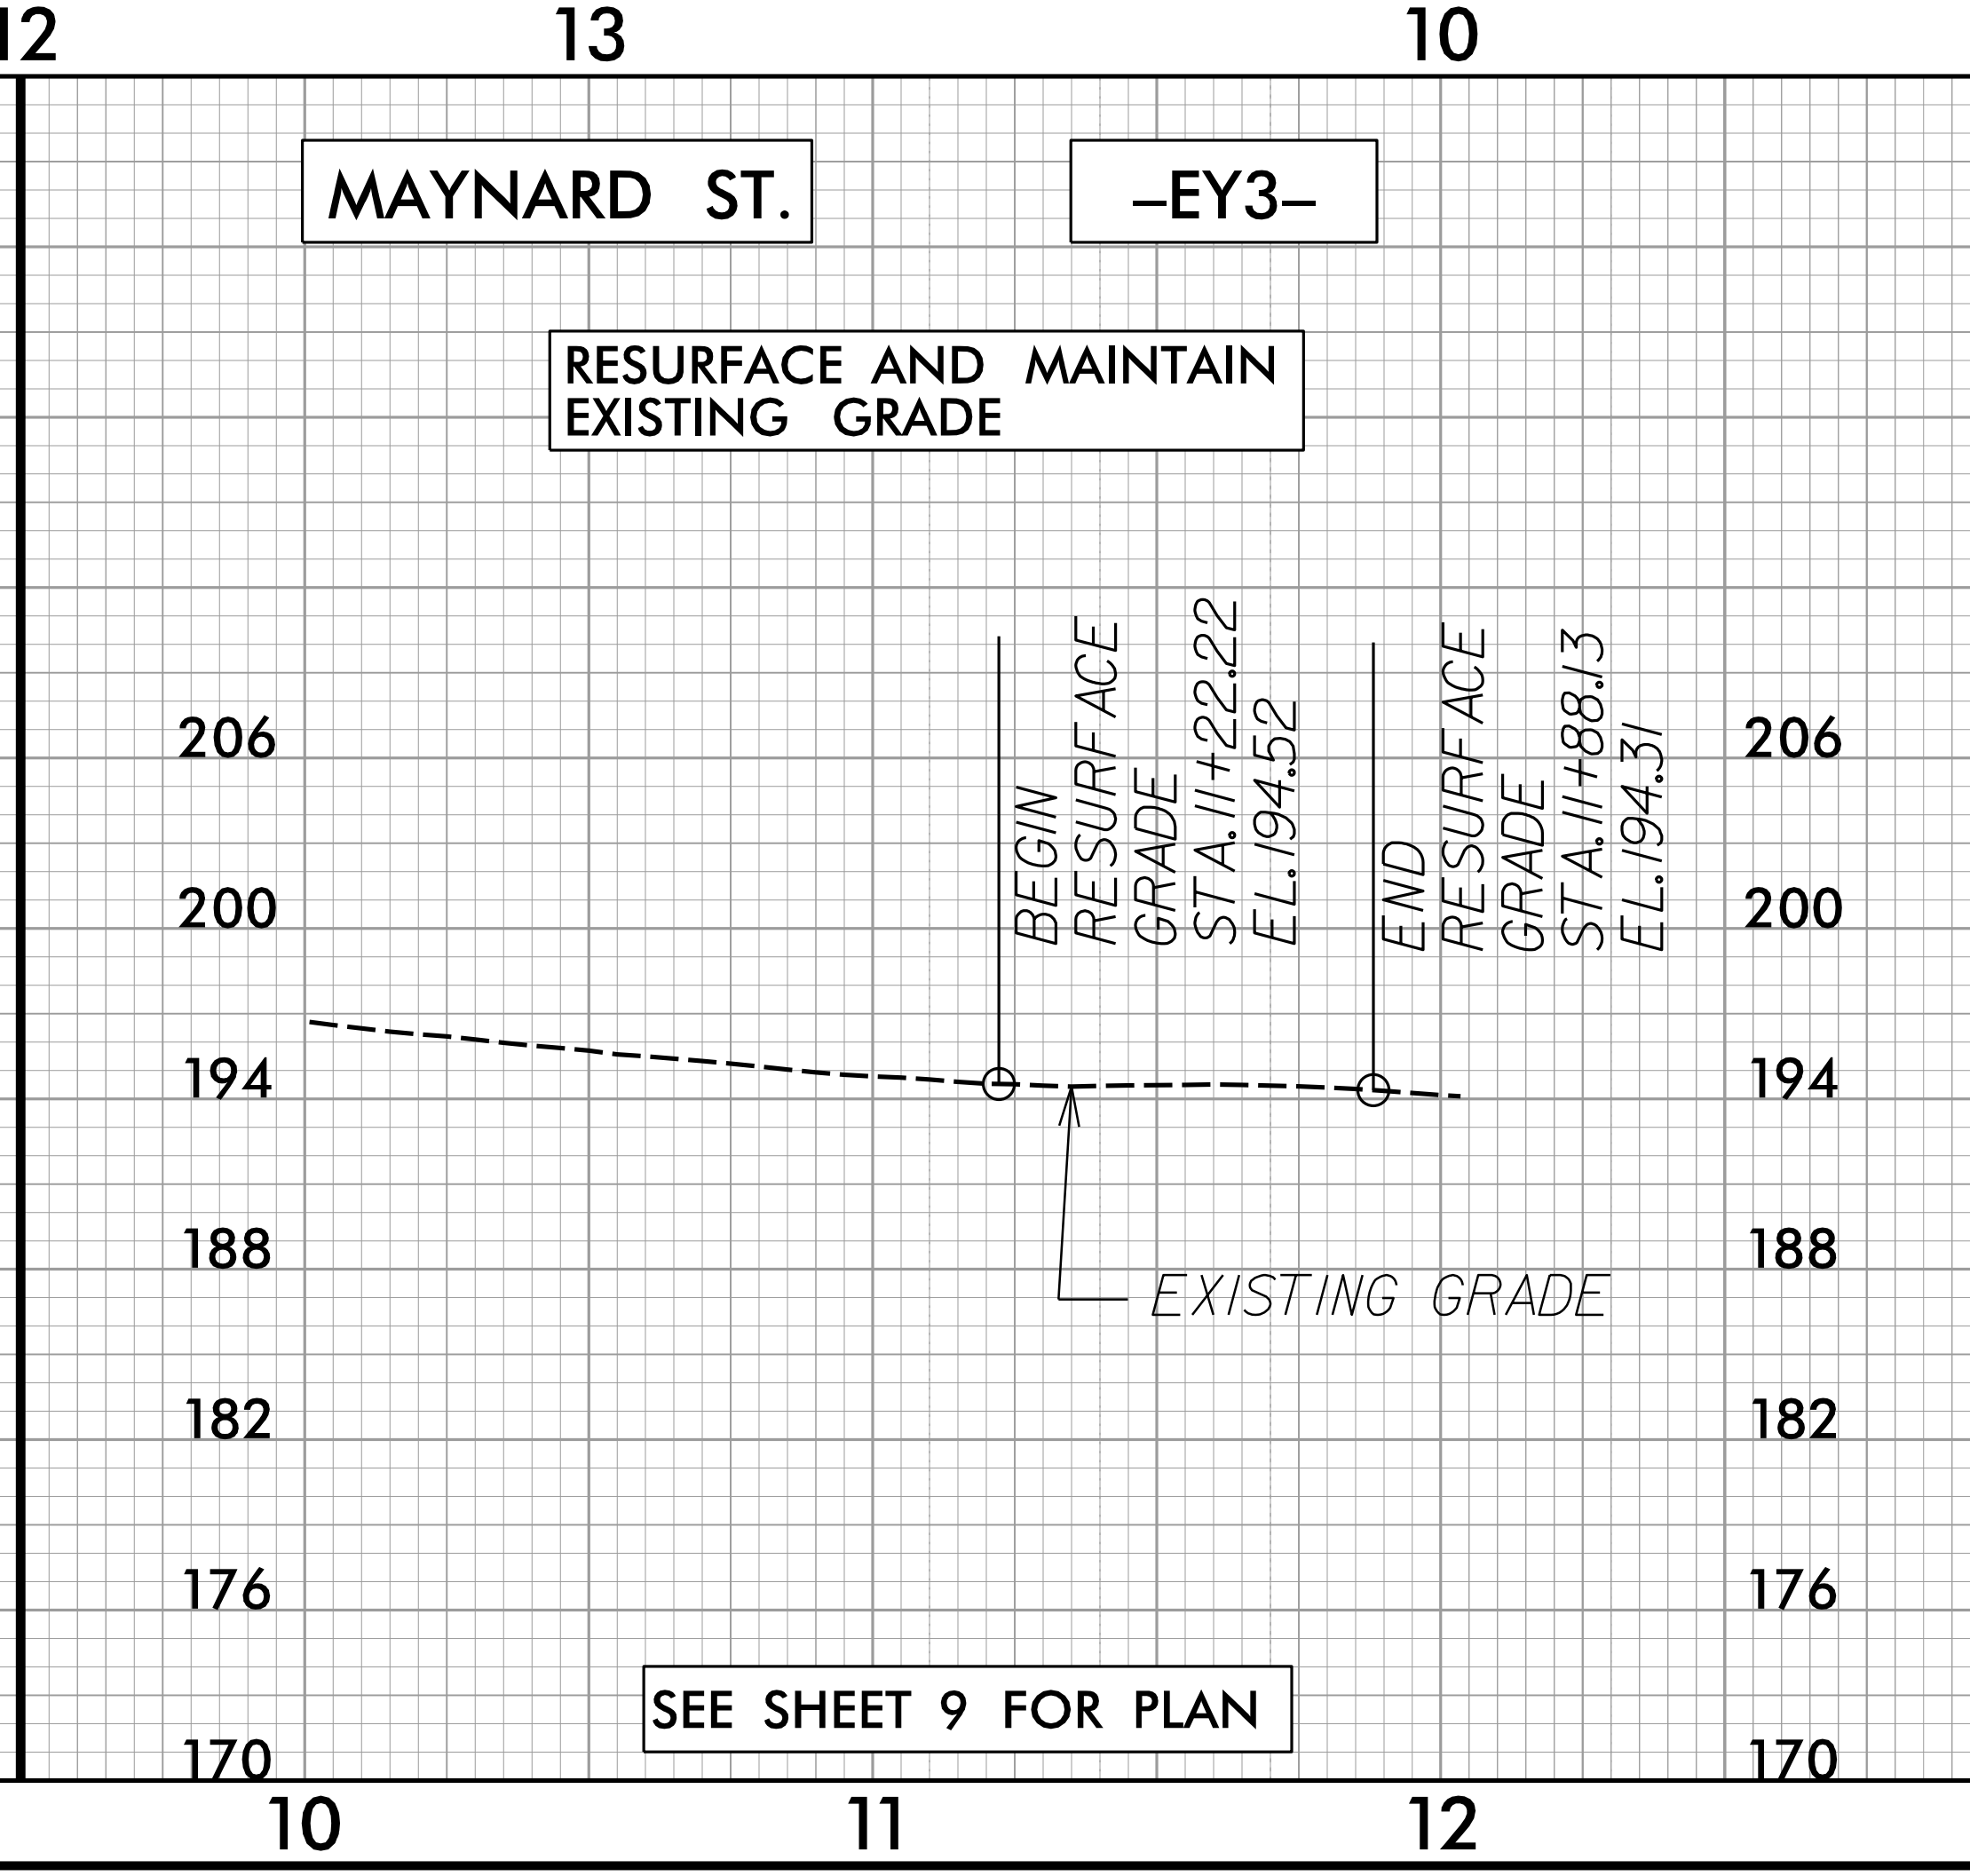 12 13 10
MAYNARD ST. –EY3–
RESURFACE AND MAINTAIN
EXISTING GRADE
BEGIN
RESURFACE
GRADE
STA.11+22.22
EL.194.52
END
RESURFACE
GRADE
STA.11+88.13
EL.194.31
206 206
200 200
194 194
188 188
EXISTING GRADE
182 182
176 176
SEE SHEET 9 FOR PLAN
170 170
10 11 12